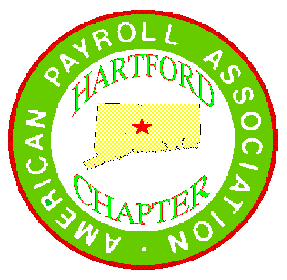 AMERICAN PAYROLL ASSOCIATION ·
HARTFORD
CHAPTER